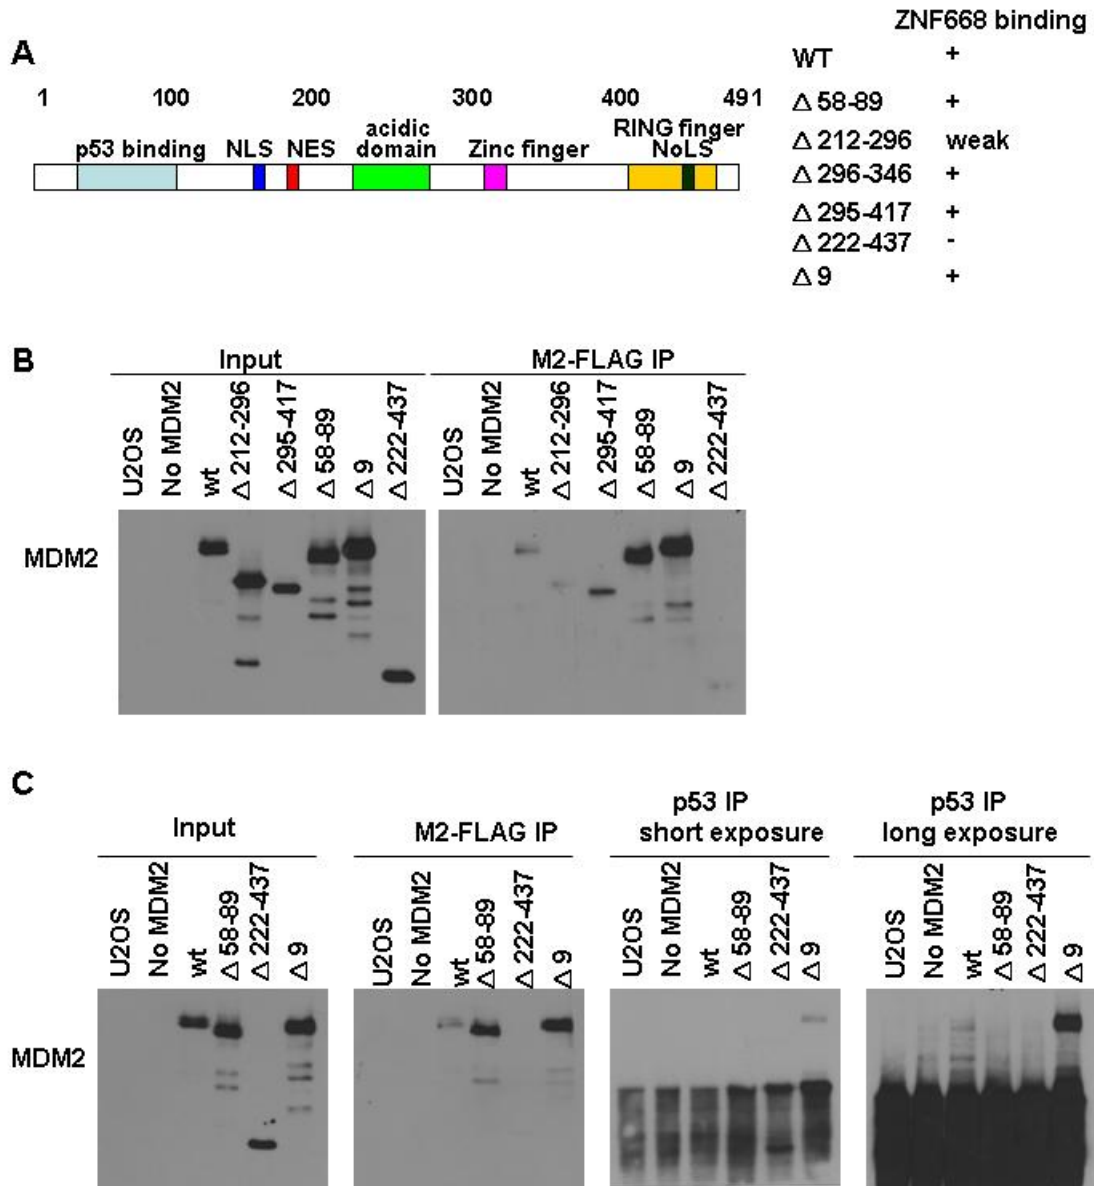 ZNF668 binding
A
WT +
1 100 200 300 400 491
Δ 58-89 +
p53 binding NLS NES acidic domain Zinc finger RING finger NoLS
Δ 212-296 weak
Δ 296-346 +
Δ 295-417 +
Δ 222-437 -
Δ 9 +
B
Input M2-FLAG IP
U2OS No MDM2 wt Δ 212-296 Δ 295-417 Δ 58-89 Δ 9 Δ 222-437
U2OS No MDM2 wt Δ 212-296 Δ 295-417 Δ 58-89 Δ 9 Δ 222-437
MDM2
C
Input M2-FLAG IP p53 IP short exposure p53 IP long exposure
U2OS No MDM2 wt Δ 58-89 Δ 222-437 Δ 9
U2OS No MDM2 wt Δ 58-89 Δ 222-437 Δ 9
U2OS No MDM2 wt Δ 58-89 Δ 222-437 Δ 9
U2OS No MDM2 wt Δ 58-89 Δ 222-437 Δ 9
MDM2